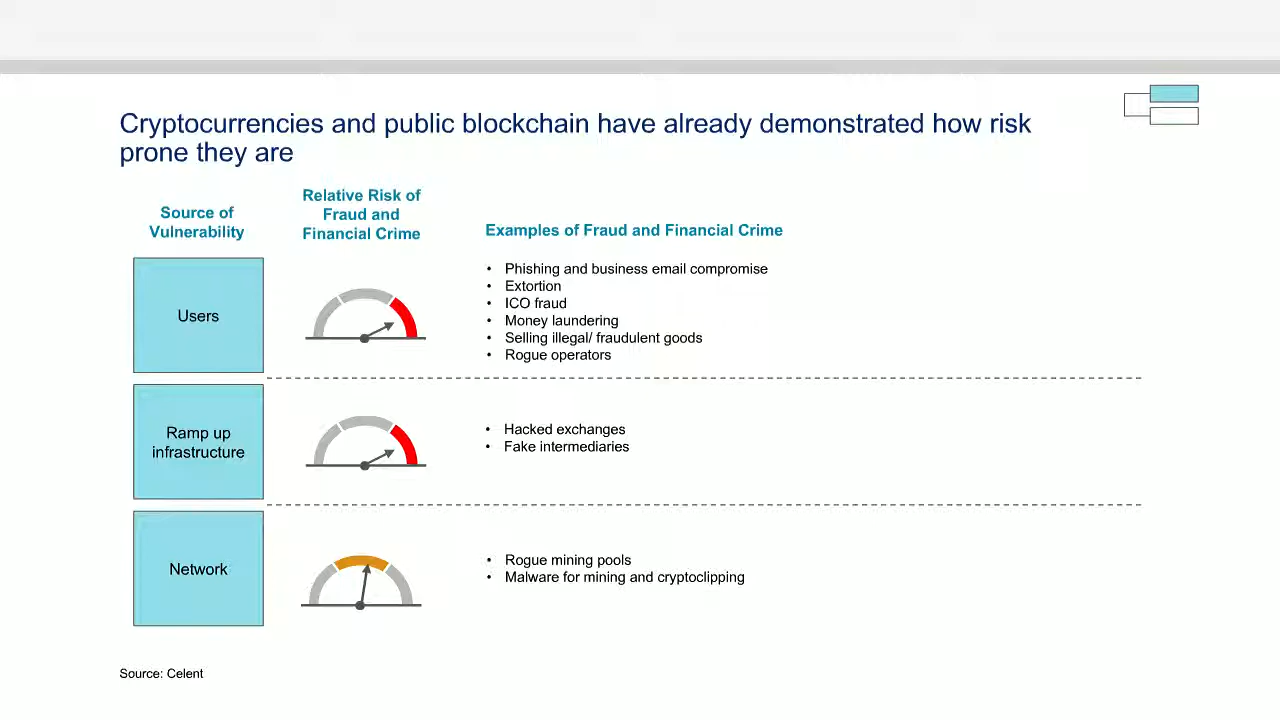 Cryptocurrencies and public blockchain have already demonstrated how risk
prone they are
Source of
Vulnerability
Relative Risk of
Fraud and
Financial Crime
Examples of Fraud and Financial Crime
Users
• Phishing and business email compromise
• Extortion
• ICO fraud
• Money laundering
• Selling illegal/ fraudulent goods
• Rogue operators
Ramp up
infrastructure
• Hacked exchanges
• Fake intermediaries
Network
• Rogue mining pools
• Malware for mining and cryptoclipping
Source: Celent